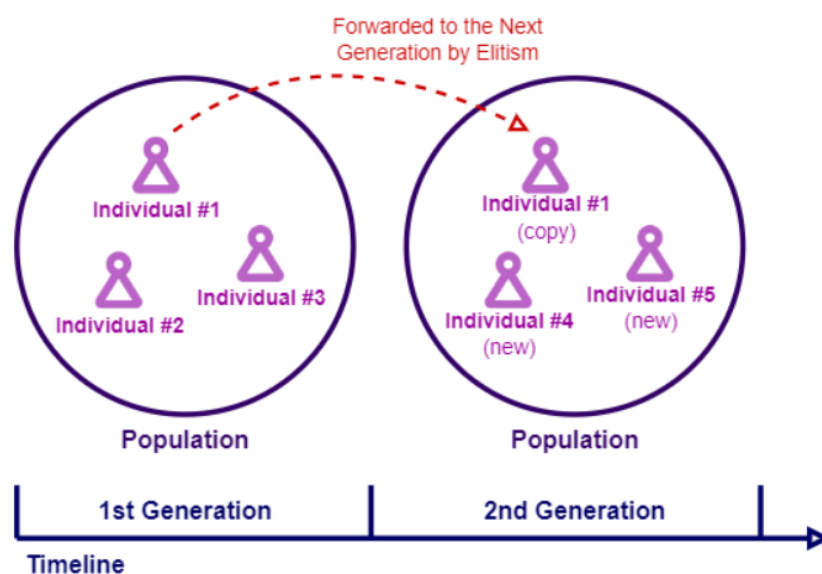 Forwarded to the Next
Generation by Elitism
Individual #1
Individual #2
Individual #3
Population
Individual #1
(copy)
Individual #4
(new)
Individual #5
(new)
Population
1st Generation
2nd Generation
Timeline